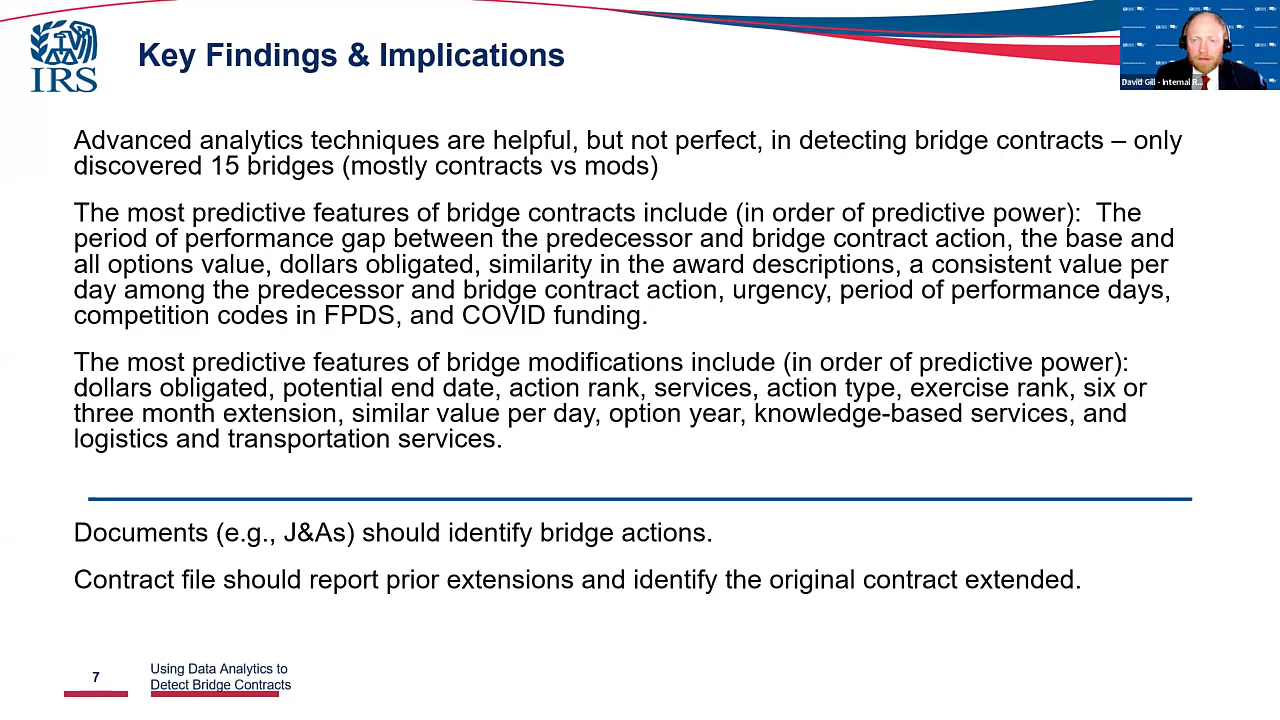 IRS
Key Findings & Implications
David Gill - Internal R...
Advanced analytics techniques are helpful, but not perfect, in detecting bridge contracts – only
discovered 15 bridges (mostly contracts vs mods)
The most predictive features of bridge contracts include (in order of predictive power):  The
period of performance gap between the predecessor and bridge contract action, the base and
all options value, dollars obligated, similarity in the award descriptions, a consistent value per
day among the predecessor and bridge contract action, urgency, period of performance days,
competition codes in FPDS, and COVID funding.
The most predictive features of bridge modifications include (in order of predictive power):
dollars obligated, potential end date, action rank, services, action type, exercise rank, six or
three month extension, similar value per day, option year, knowledge-based services, and
logistics and transportation services.
Documents (e.g., J&As) should identify bridge actions.
Contract file should report prior extensions and identify the original contract extended.
7
Using Data Analytics to
Detect Bridge Contracts